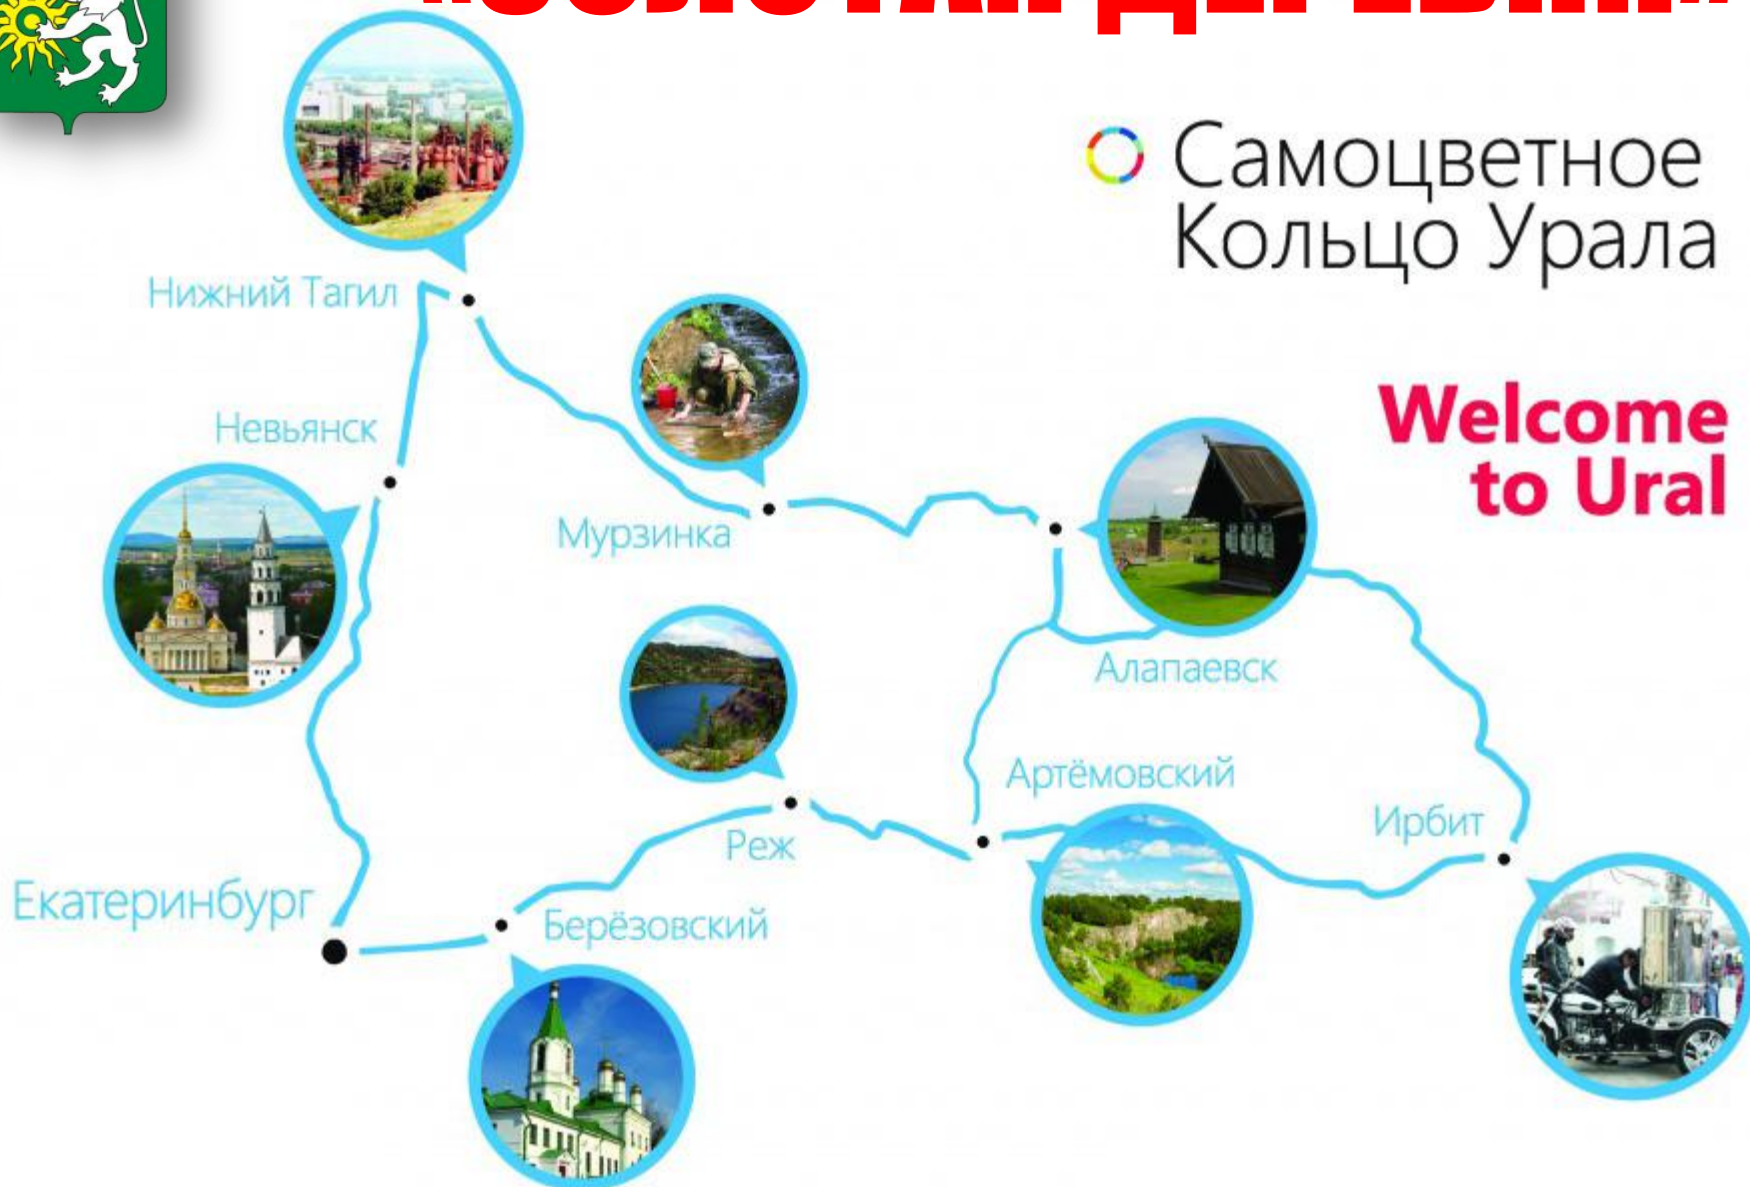 Самоцветное
Кольцо Урала
Welcome
to Ural
Нижний Тагил
Невьянск
Мурзинка
Алапаевск
Артёмовский
Ирбит
Реж
Екатеринбург
Берёзовский